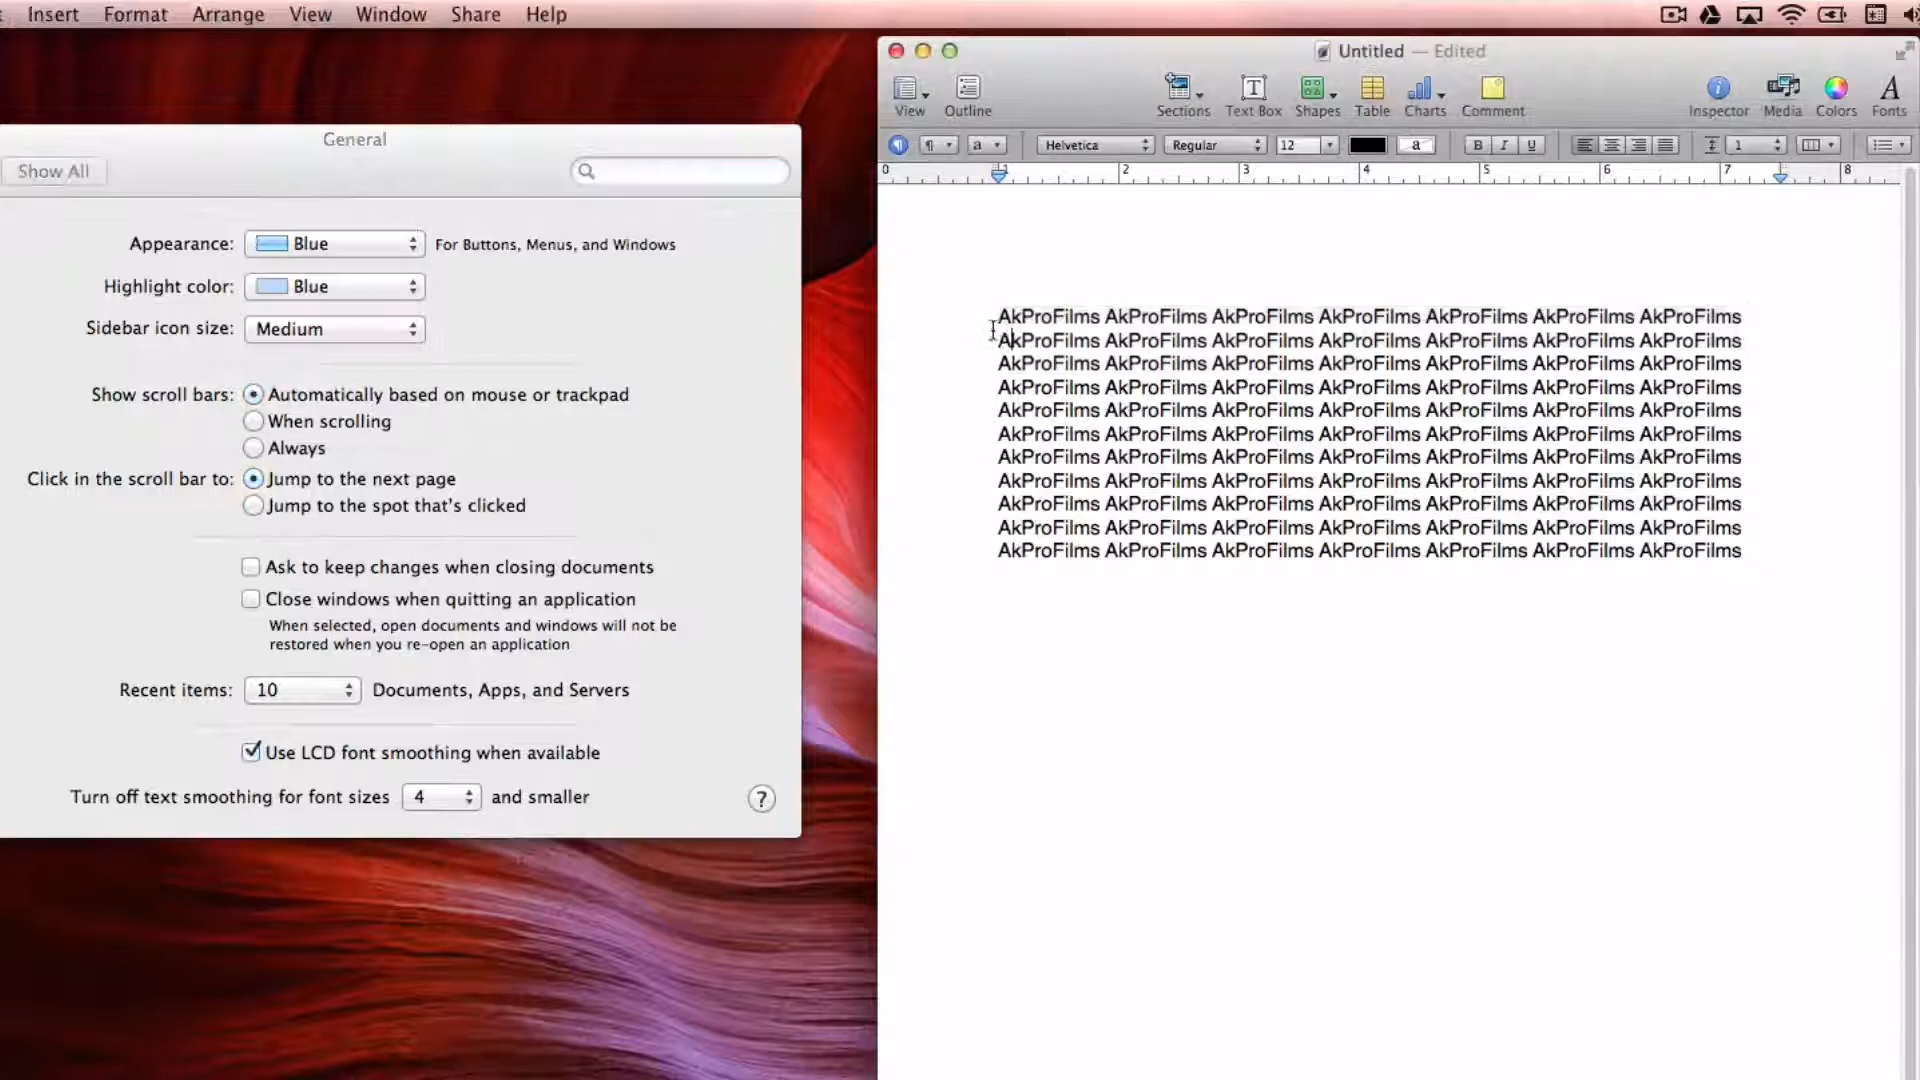 Insert Format Arrange View Window Share Help
General
Show All
Appearance: Blue For Buttons, Menus, and Windows
Highlight color: Blue
Sidebar icon size: Medium
Show scroll bars: Automatically based on mouse or trackpad
When scrolling
Always
Click in the scroll bar to: Jump to the next page
Jump to the spot that's clicked
Ask to keep changes when closing documents
Close windows when quitting an application
When selected, open documents and windows will not be
restored when you re-open an application
Recent items: 10 Documents, Apps, and Servers
Use LCD font smoothing when available
Turn off text smoothing for font sizes 4 and smaller
?
Untitled — Edited
View Outline Sections Text Box Shapes Table Charts Comment Inspector Media Colors Fonts
¶ a Helvetica Regular 12 a B I U 1
0 1 2 3 4 5 6 7 8
AkProFilms AkProFilms AkProFilms AkProFilms AkProFilms AkProFilms AkProFilms
AkProFilms AkProFilms AkProFilms AkProFilms AkProFilms AkProFilms AkProFilms
AkProFilms AkProFilms AkProFilms AkProFilms AkProFilms AkProFilms AkProFilms
AkProFilms AkProFilms AkProFilms AkProFilms AkProFilms AkProFilms AkProFilms
AkProFilms AkProFilms AkProFilms AkProFilms AkProFilms AkProFilms AkProFilms
AkProFilms AkProFilms AkProFilms AkProFilms AkProFilms AkProFilms AkProFilms
AkProFilms AkProFilms AkProFilms AkProFilms AkProFilms AkProFilms AkProFilms
AkProFilms AkProFilms AkProFilms AkProFilms AkProFilms AkProFilms AkProFilms
AkProFilms AkProFilms AkProFilms AkProFilms AkProFilms AkProFilms AkProFilms
AkProFilms AkProFilms AkProFilms AkProFilms AkProFilms AkProFilms AkProFilms
AkProFilms AkProFilms AkProFilms AkProFilms AkProFilms AkProFilms AkProFilms